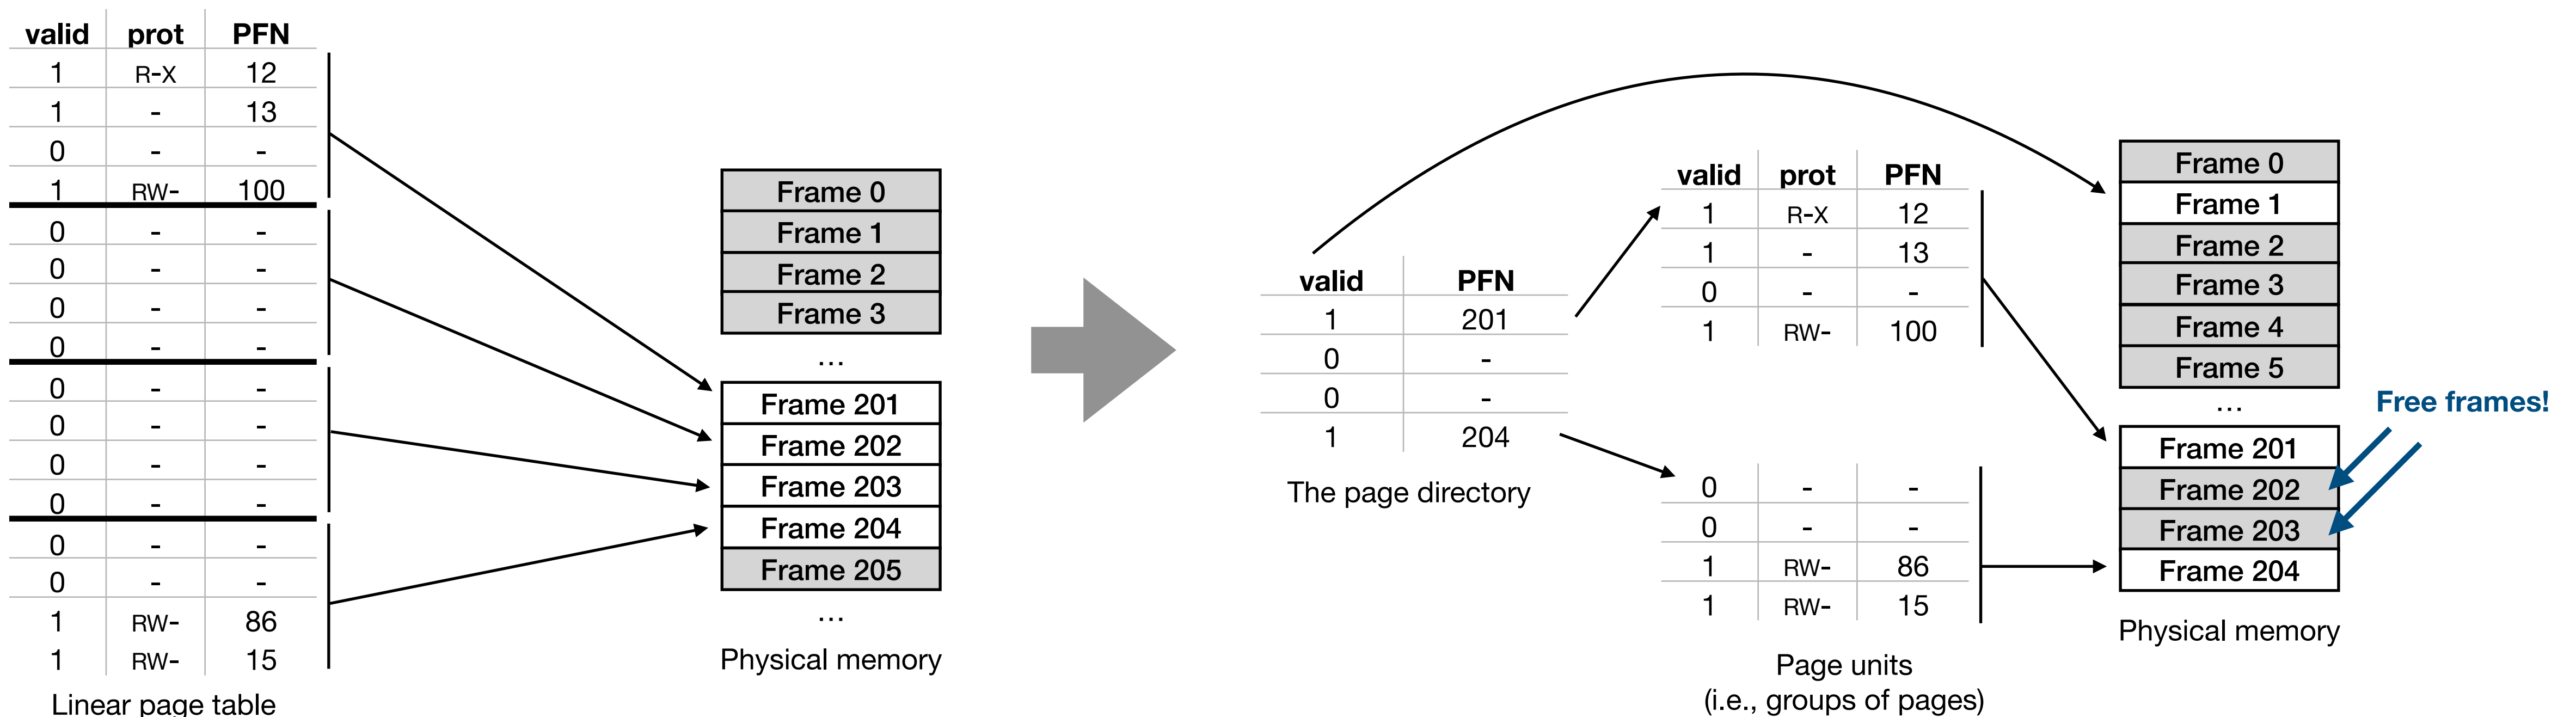 valid prot PFN
1 R-X 12
1 - 13
0 - -
1 RW- 100
0 - -
0 - -
0 - -
0 - -
0 - -
0 - -
0 - -
0 - -
0 - -
0 - -
1 RW- 86
1 RW- 15
Linear page table
Frame 0
Frame 1
Frame 2
Frame 3
...
Frame 201
Frame 202
Frame 203
Frame 204
Frame 205
...
Physical memory
valid PFN
1 201
0 -
0 -
1 204
The page directory
valid prot PFN
1 R-X 12
1 - 13
0 - -
1 RW- 100
0 - -
0 - -
1 RW- 86
1 RW- 15
Page units
(i.e., groups of pages)
Frame 0
Frame 1
Frame 2
Frame 3
Frame 4
Frame 5
...
Free frames!
Frame 201
Frame 202
Frame 203
Frame 204
Physical memory